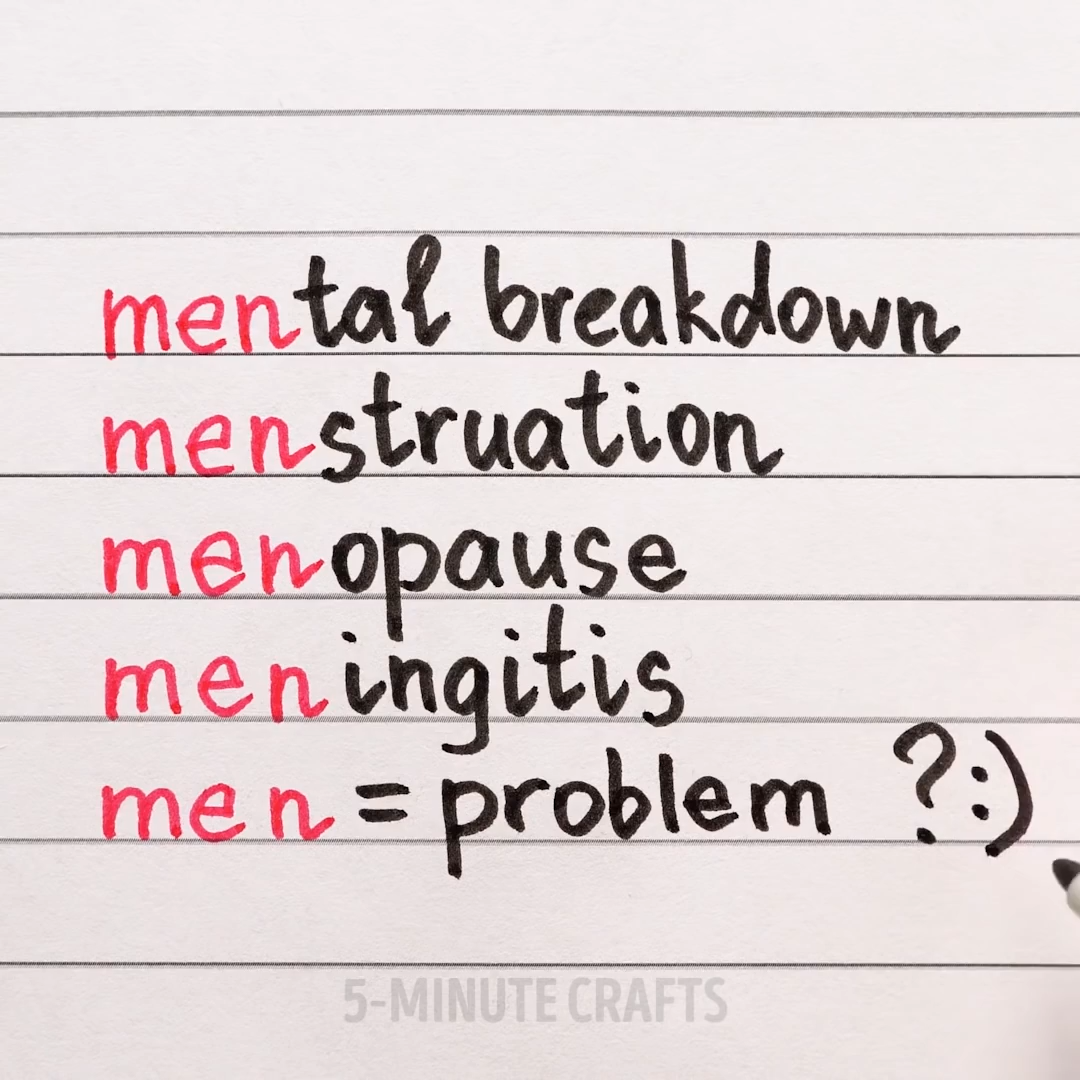 mental breakdown
menstruation
menopause
meningitis
men = problem ?:)
5-MINUTE CRAFTS